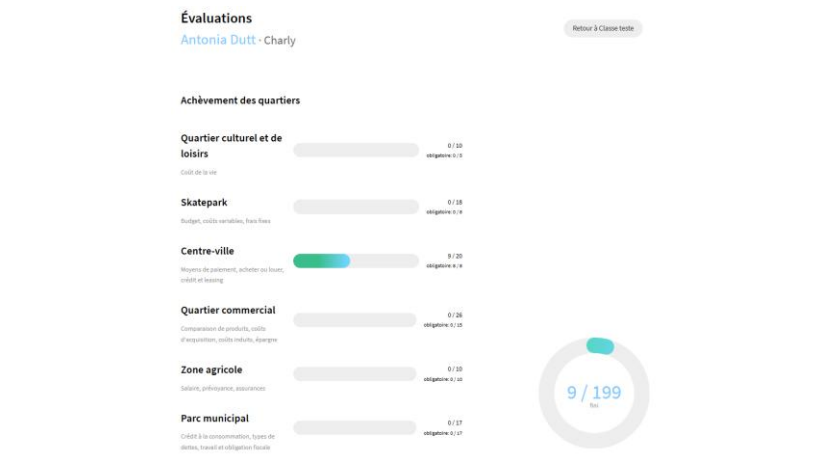 Évaluations
Antonia Dutt · Charly
Retour à Classe teste
Achèvement des quartiers
Quartier culturel et de
loisirs
0 / 10
Coût de la vie
Skatepark
0 / 18
Budget, coûts variables, frais fixes
Centre-ville
9 / 20
Moyens de paiement, acheter ou louer,
crédit et leasing
Quartier commercial
0 / 26
obligatoire: 0 / 15
Comparaison de produits, coûts
d'acquisition, coûts induits, épargne
Zone agricole
0 / 10
obligatoire: 0 / 10
Salaire, prévoyance, assurances
9 / 199
Parc municipal
0 / 17
obligatoire: 0 / 17
Crédit à la consommation, types de
dettes, travail et obligation fiscale